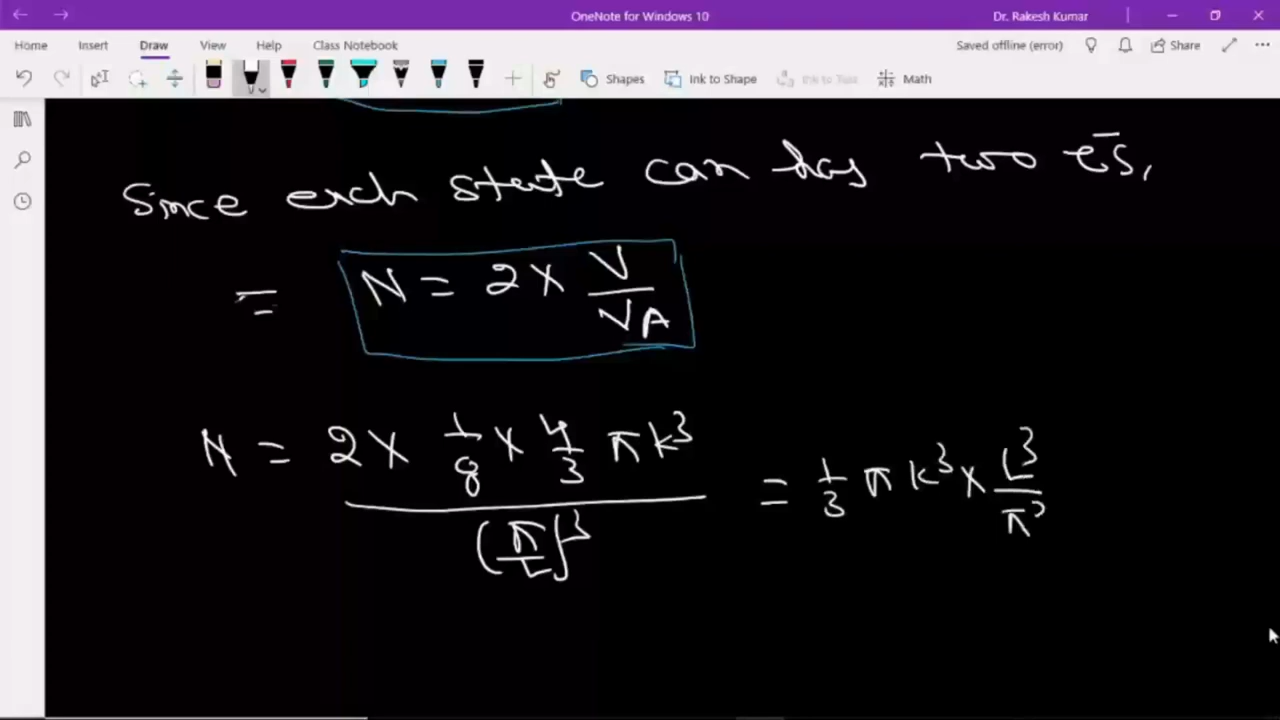 OneNote for Windows 10
Dr. Rakesh Kumar
Home Insert Draw View Help Class Notebook
Saved offline (error) Share
Shapes Ink to Shape Ink to Text Math
Since each state can has two e̅s,
= N = 2 × V/VA
N = 2 × 1/8 × 4/3 π k³ / (π/L)³ = 1/3 π k³ × L³/π³